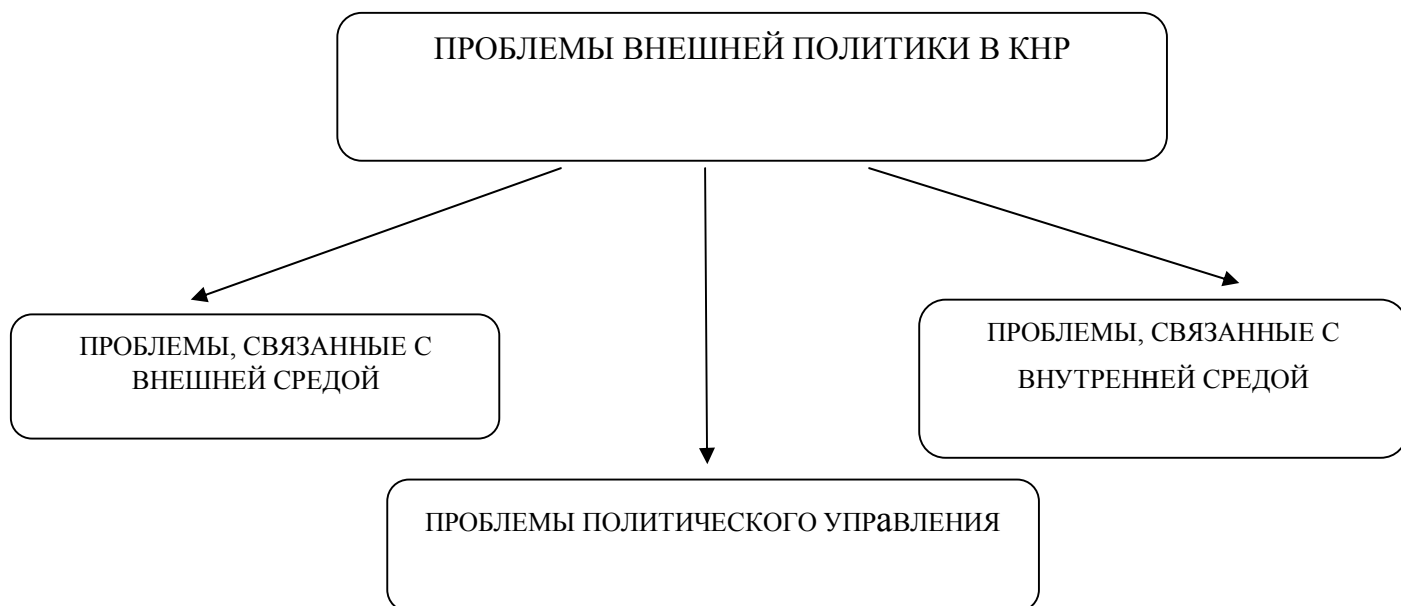 ПРОБЛЕМЫ ВНЕШНЕЙ ПОЛИТИКИ В КНР
ПРОБЛЕМЫ, СВЯЗАННЫЕ С
ВНЕШНЕЙ СРЕДОЙ
ПРОБЛЕМЫ, СВЯЗАННЫЕ С
ВНУТРЕНнЕЙ СРЕДОЙ
ПРОБЛЕМЫ ПОЛИТИЧЕСКОГО УПРаВЛЕНИЯ